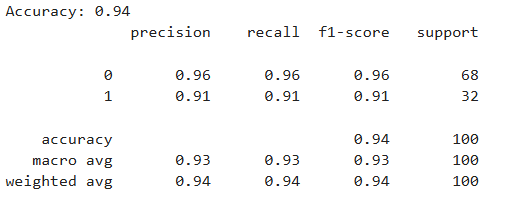 Accuracy: 0.94
precision recall f1-score support
0 0.96 0.96 0.96 68
1 0.91 0.91 0.91 32
accuracy 0.94 100
macro avg 0.93 0.93 0.93 100
weighted avg 0.94 0.94 0.94 100